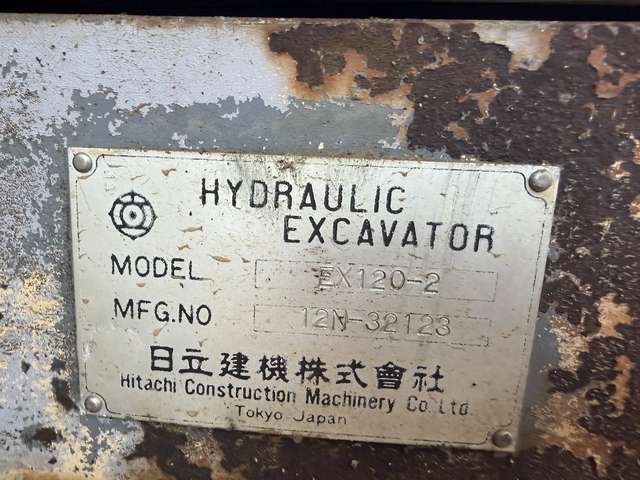 HYDRAULIC
EXCAVATOR
MODEL EX120-2
MFG.NO 12N-32123
日立建機株式會社
Hitachi Construction Machinery Co. Ltd.
Tokyo Japan